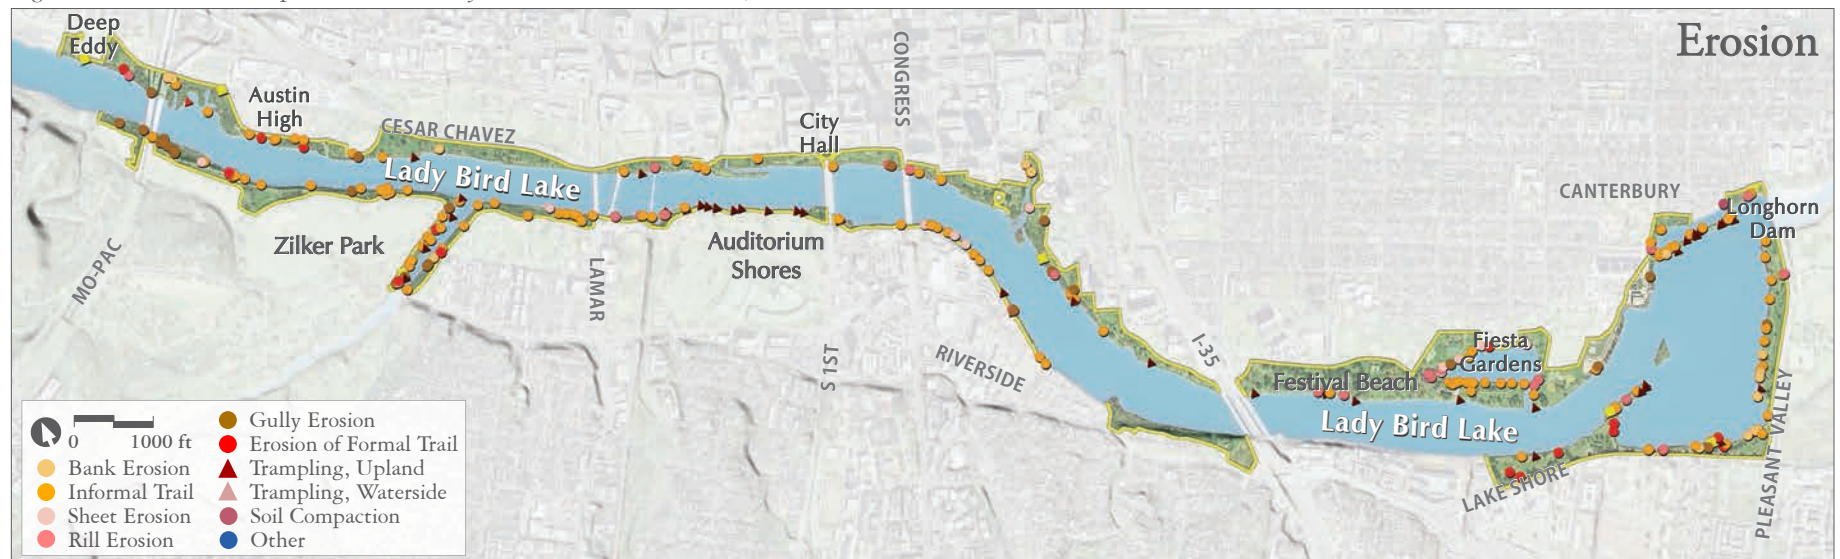 Erosion
Deep
Eddy
Austin
High
CESAR CHAVEZ
City
Hall
CONGRESS
Lady Bird Lake
CANTERBURY
Longhorn
Dam
MO-PAC
Zilker Park
LAMAR
Auditorium
Shores
S 1ST
RIVERSIDE
I-35
Festival Beach
Fiesta
Gardens
Lady Bird Lake
LAKE SHORE
PLEASANT VALLEY
0 1000 ft
Bank Erosion
Informal Trail
Sheet Erosion
Rill Erosion
Gully Erosion
Erosion of Formal Trail
Trampling, Upland
Trampling, Waterside
Soil Compaction
Other